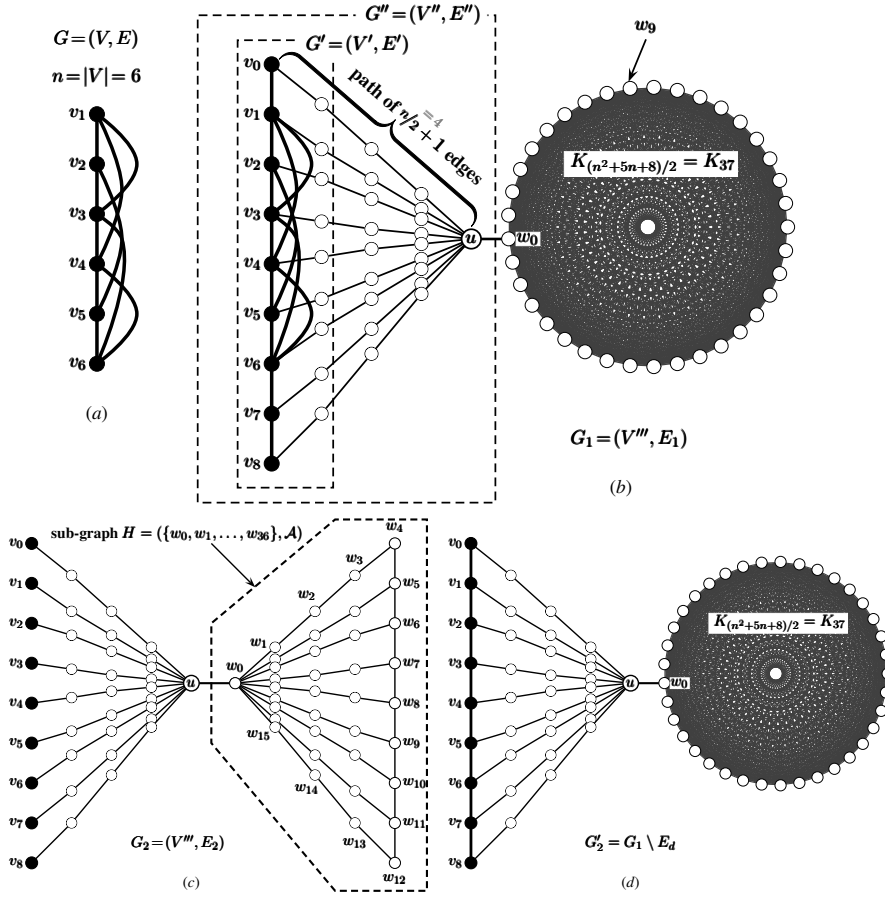 G″=(V″,E″)
G=(V,E)
n=|V|=6
v1
v2
v3
v4
v5
v6
(a)
G′=(V′,E′)
v0
v1
v2
v3
v4
v5
v6
v7
v8
path of n/2 + 1 edges
=4
u
w0
w9
K(n²+5n+8)/2 = K37
G1=(V‴,E1)
(b)
sub-graph H = ({w0, w1, …, w36}, 𝒜)
v0
v1
v2
v3
v4
v5
v6
v7
v8
u
w0
w1
w2
w3
w4
w5
w6
w7
w8
w9
w10
w11
w12
w13
w14
w15
G2=(V‴,E2)
(c)
v0
v1
v2
v3
v4
v5
v6
v7
v8
u
w0
K(n²+5n+8)/2 = K37
G′2=G1 \ Ed
(d)